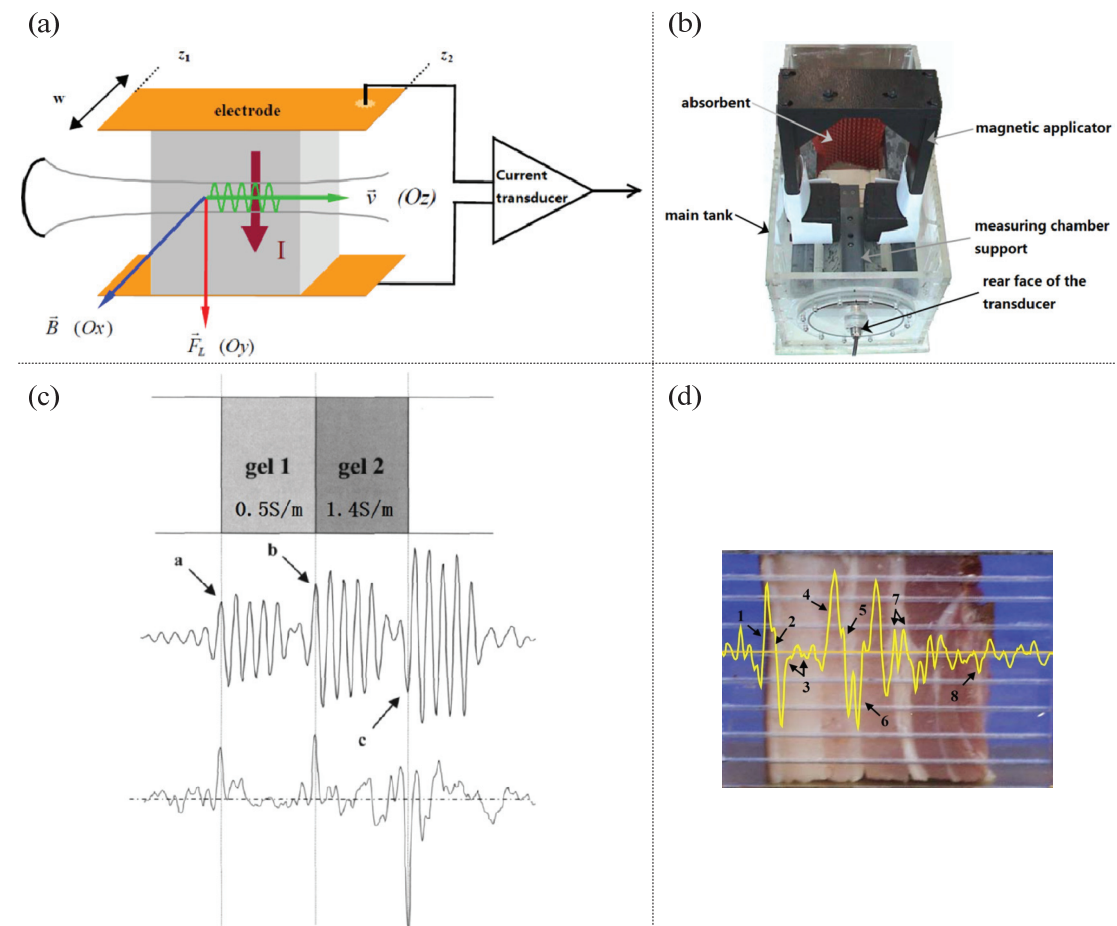 (a)
z₁
z₂
w
electrode
Current
transducer
v⃗ (Oz)
I
B⃗ (Ox)
F⃗_L (Oy)
(b)
absorbent
magnetic applicator
main tank
measuring chamber
support
rear face of the
transducer
(c)
gel 1
gel 2
0.5S/m
1.4S/m
a
b
c
(d)
1
2
3
4
5
6
7
8